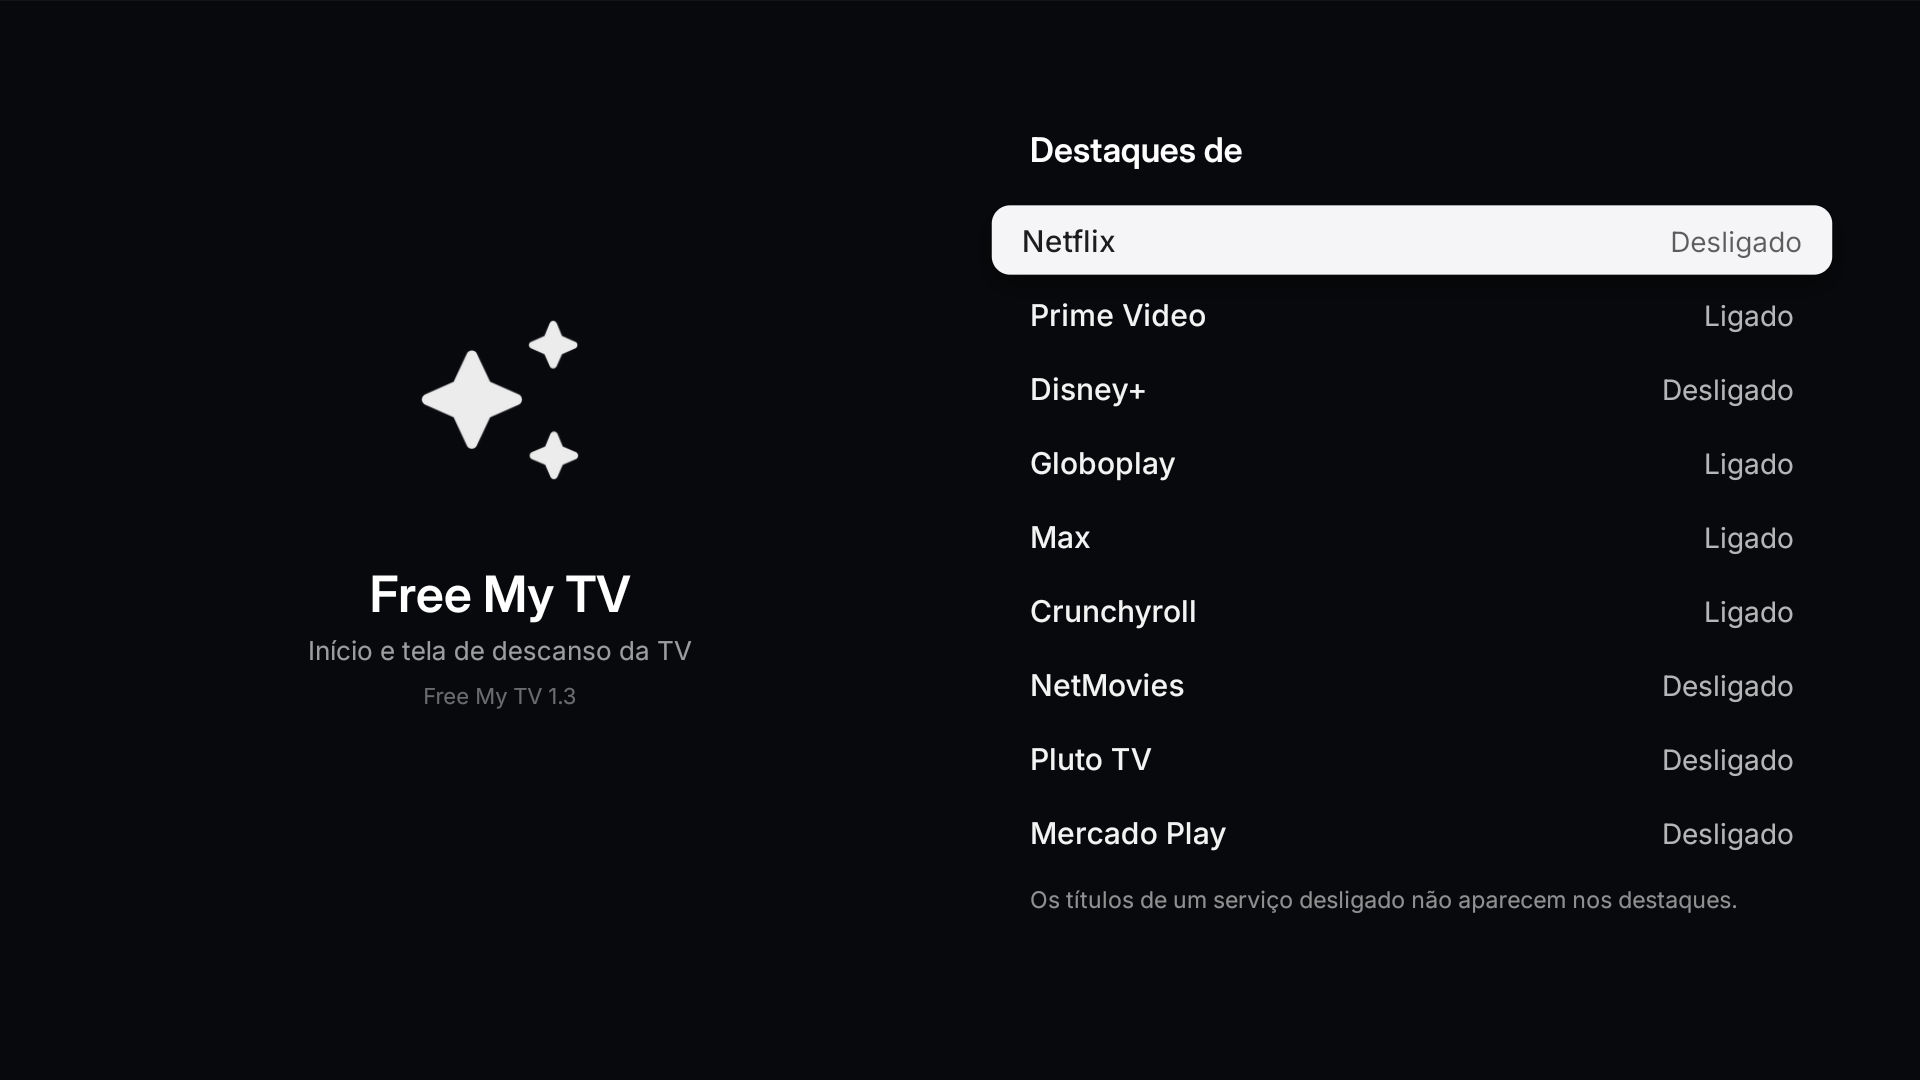 Free My TV
Início e tela de descanso da TV
Free My TV 1.3
Destaques de
Netflix Desligado
Prime Video Ligado
Disney+ Desligado
Globoplay Ligado
Max Ligado
Crunchyroll Ligado
NetMovies Desligado
Pluto TV Desligado
Mercado Play Desligado
Os títulos de um serviço desligado não aparecem nos destaques.